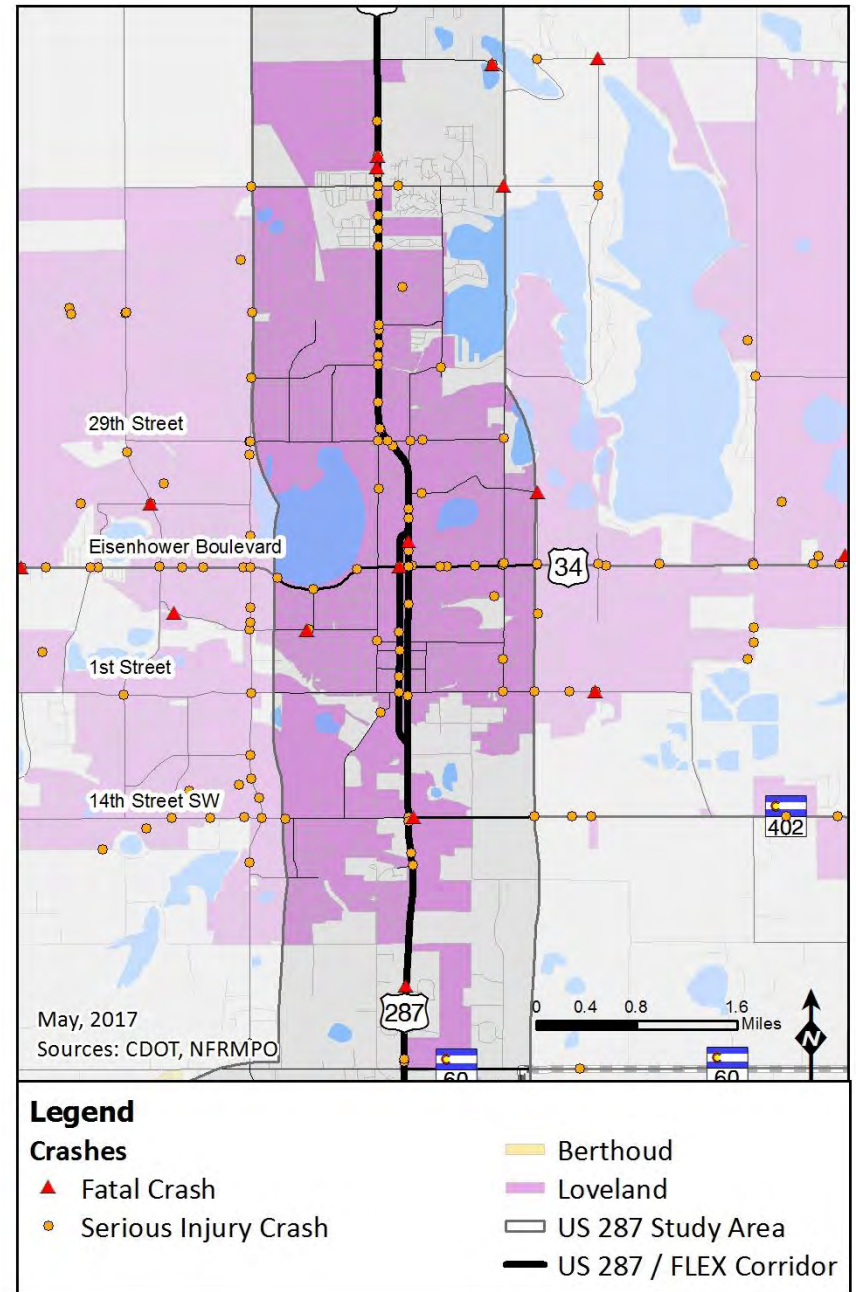 29th Street
Eisenhower Boulevard
34
1st Street
14th Street SW
402
287
0 0.4 0.8 1.6
Miles
N
May, 2017
Sources: CDOT, NFRMPO
60
60
Legend
Crashes
Fatal Crash
Serious Injury Crash
Berthoud
Loveland
US 287 Study Area
US 287 / FLEX Corridor